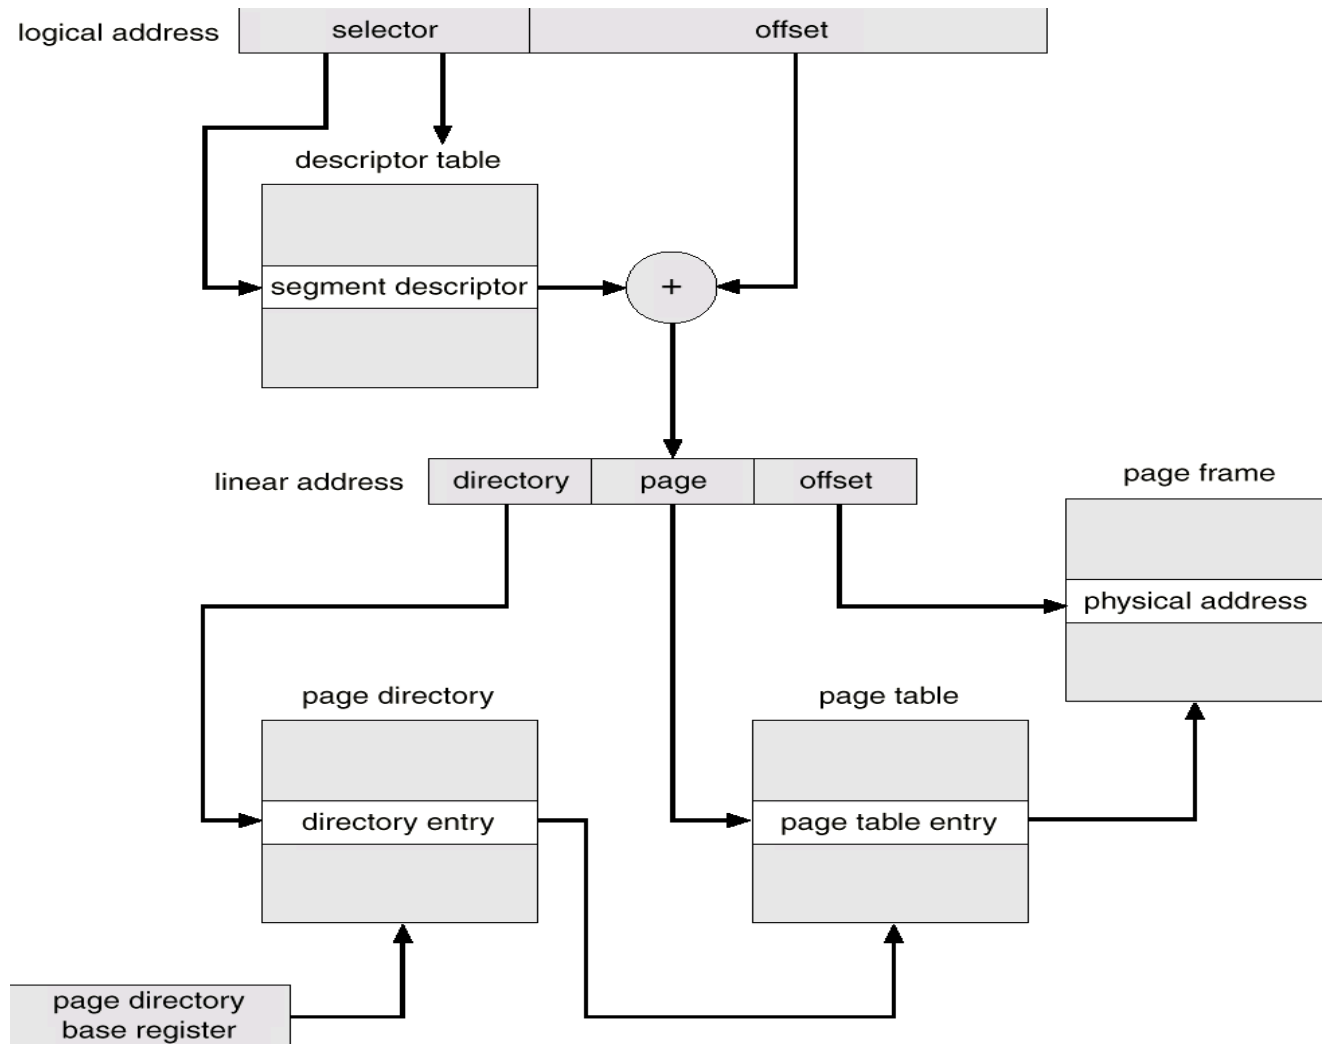 logical address
selector
offset
descriptor table
segment descriptor
+
linear address
directory
page
offset
page frame
physical address
page directory
page table
directory entry
page table entry
page directory
base register